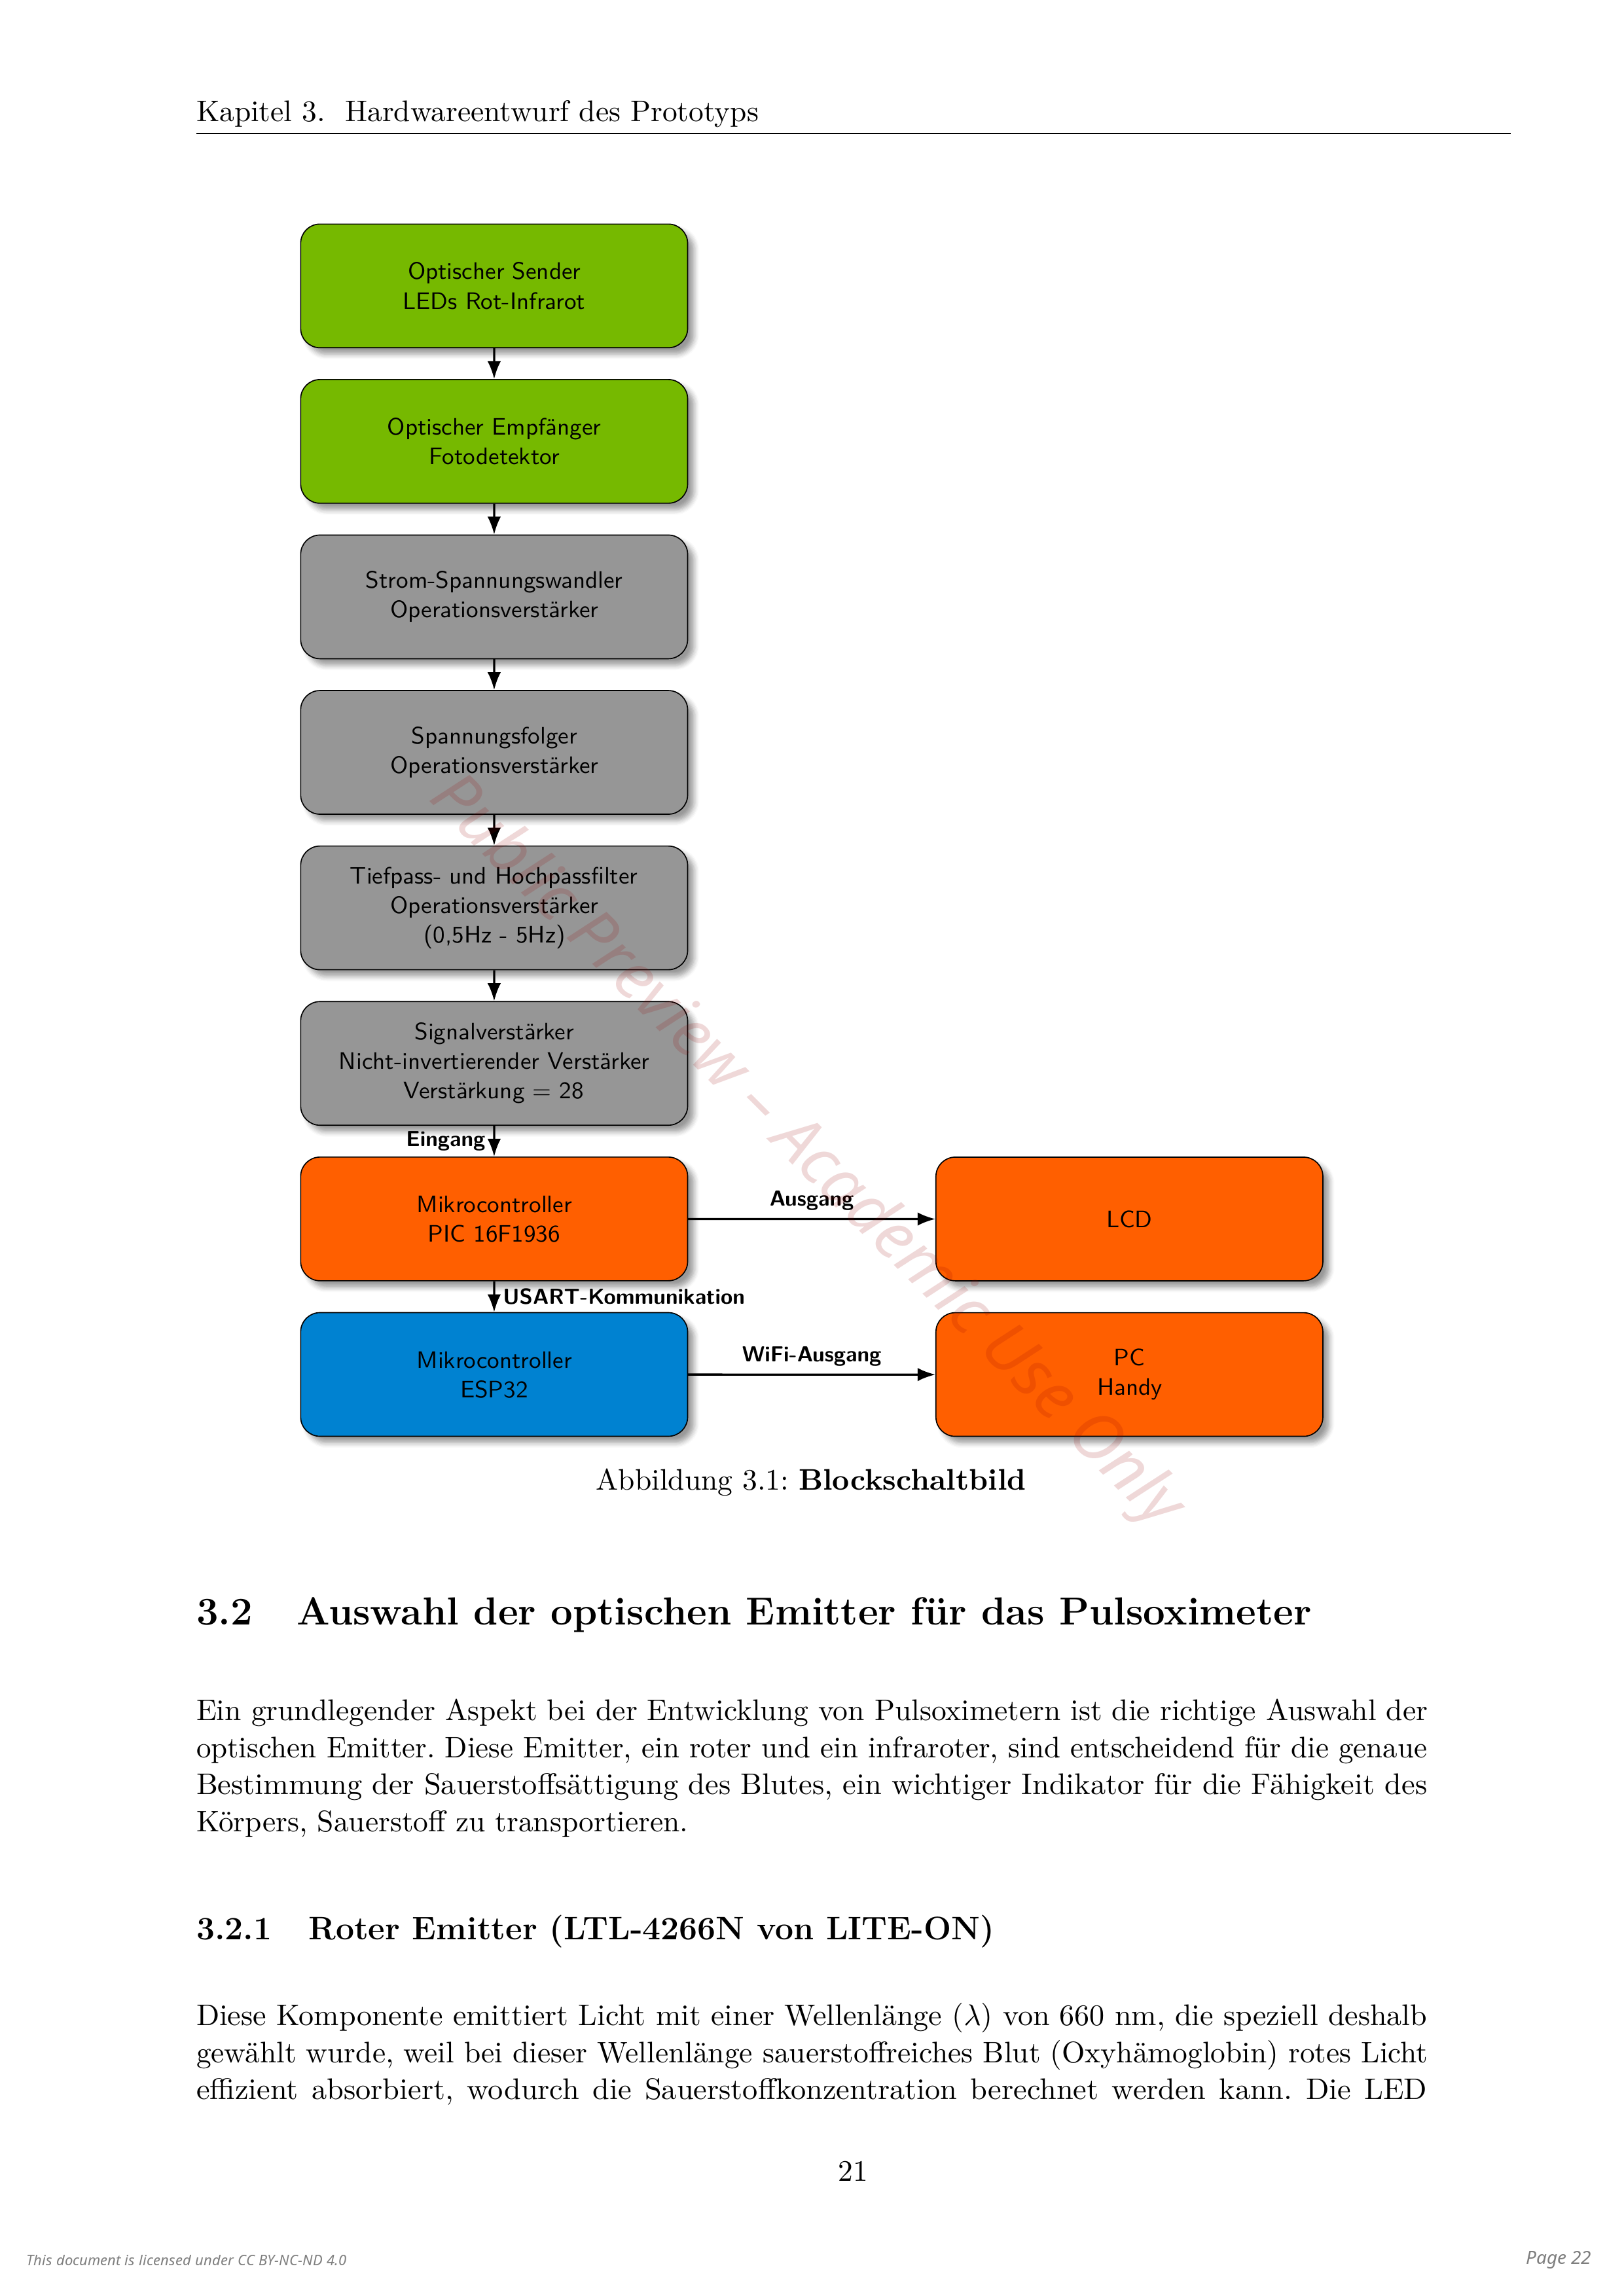 Kapitel 3. Hardwareentwurf des Prototyps
Optischer Sender
LEDs Rot-Infrarot
Optischer Empfänger
Fotodetektor
Strom-Spannungswandler
Operationsverstärker
Spannungsfolger
Operationsverstärker
Tiefpass- und Hochpassfilter
Operationsverstärker
(0,5Hz - 5Hz)
Signalverstärker
Nicht-invertierender Verstärker
Verstärkung = 28
Eingang
Mikrocontroller
PIC 16F1936
Ausgang
LCD
USART-Kommunikation
Mikrocontroller
ESP32
WiFi-Ausgang
PC
Handy
Public Preview – Academic Use Only
Abbildung 3.1: Blockschaltbild
3.2 Auswahl der optischen Emitter für das Pulsoximeter
Ein grundlegender Aspekt bei der Entwicklung von Pulsoximetern ist die richtige Auswahl der
optischen Emitter. Diese Emitter, ein roter und ein infraroter, sind entscheidend für die genaue
Bestimmung der Sauerstoffsättigung des Blutes, ein wichtiger Indikator für die Fähigkeit des
Körpers, Sauerstoff zu transportieren.
3.2.1 Roter Emitter (LTL-4266N von LITE-ON)
Diese Komponente emittiert Licht mit einer Wellenlänge (λ) von 660 nm, die speziell deshalb
gewählt wurde, weil bei dieser Wellenlänge sauerstoffreiches Blut (Oxyhämoglobin) rotes Licht
effizient absorbiert, wodurch die Sauerstoffkonzentration berechnet werden kann. Die LED
21
This document is licensed under CC BY-NC-ND 4.0
Page 22